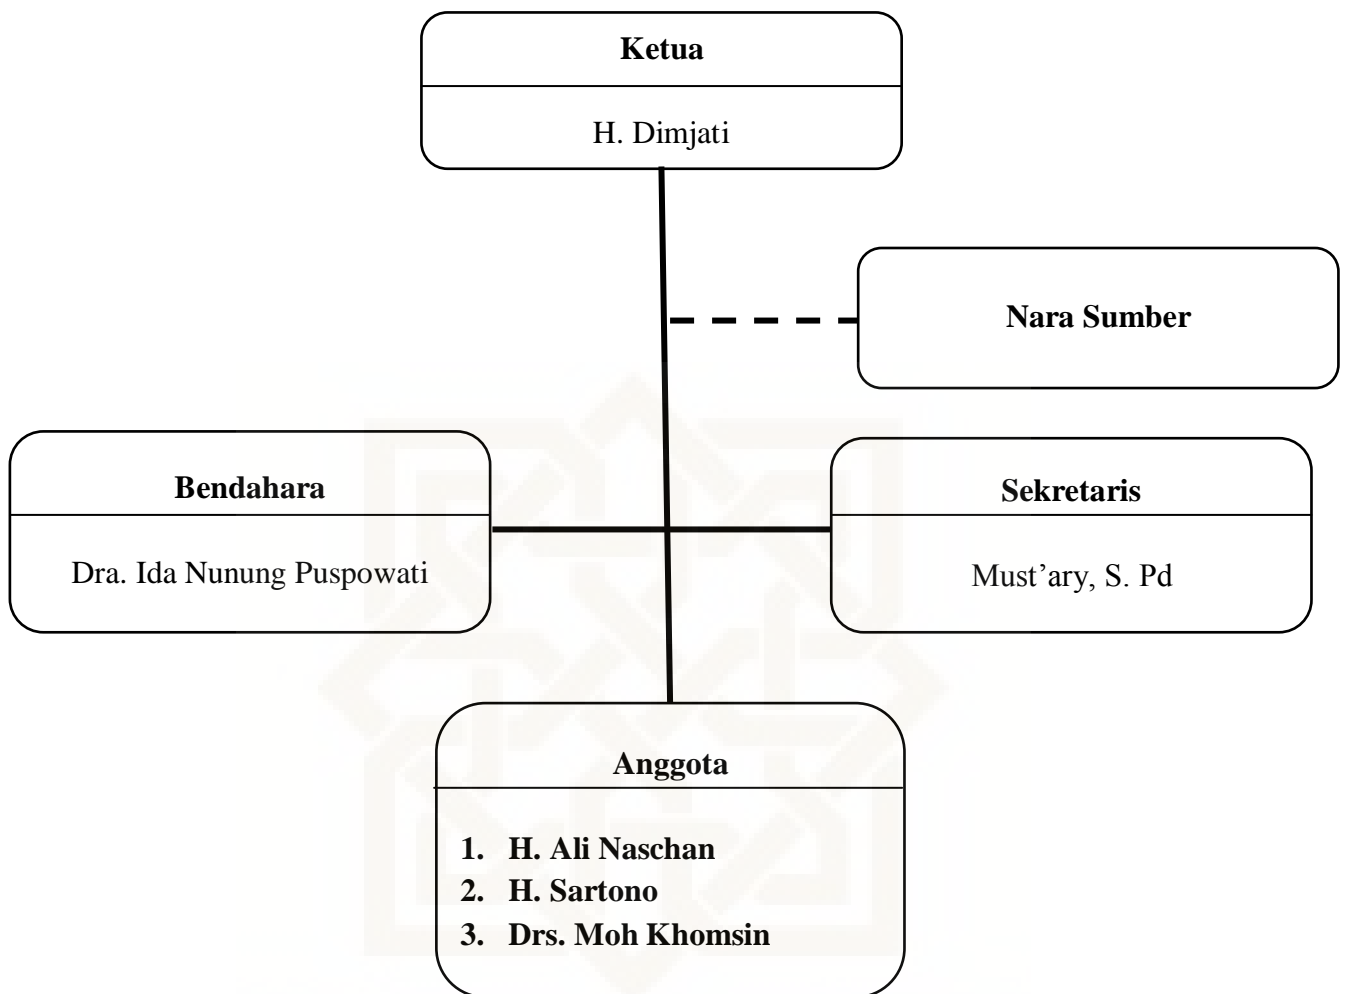 Ketua
H. Dimjati
Nara Sumber
Bendahara
Dra. Ida Nunung Puspowati
Sekretaris
Must’ary, S. Pd
Anggota
1. H. Ali Naschan
2. H. Sartono
3. Drs. Moh Khomsin